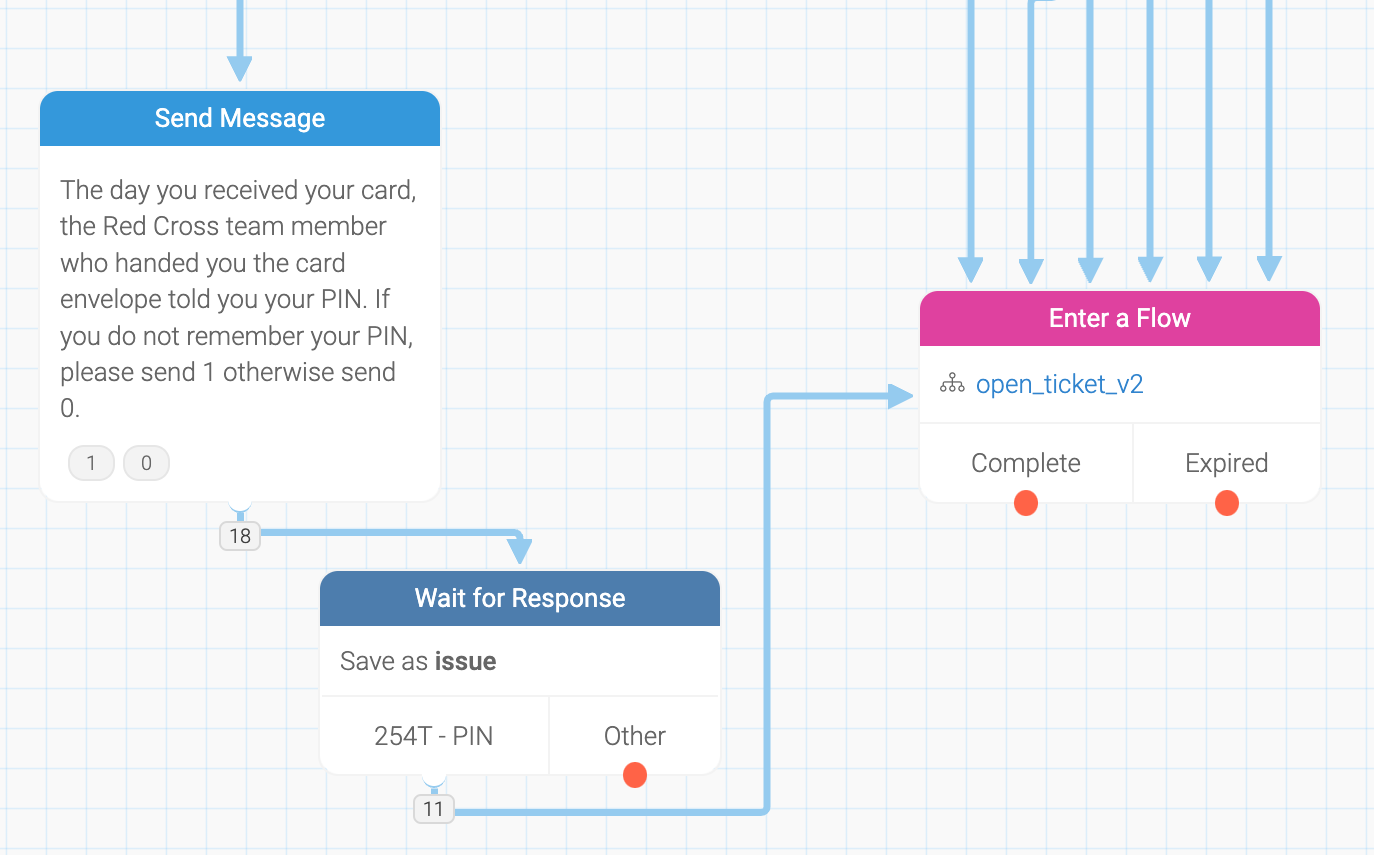 Send Message
The day you received your card,
the Red Cross team member
who handed you the card
envelope told you your PIN. If
you do not remember your PIN,
please send 1 otherwise send
0.
1 0
18
Enter a Flow
open_ticket_v2
Complete Expired
Wait for Response
Save as issue
254T - PIN Other
11